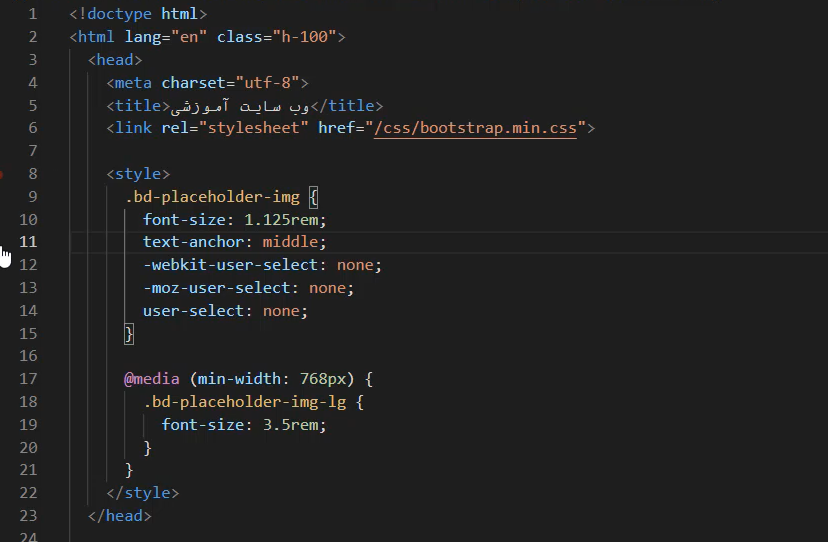 1 <!doctype html>
2 <html lang="en" class="h-100">
3 <head>
4 <meta charset="utf-8">
5 <title>وب سایت آموزشی</title>
6 <link rel="stylesheet" href="/css/bootstrap.min.css">
7
8 <style>
9 .bd-placeholder-img {
10 font-size: 1.125rem;
11 text-anchor: middle;
12 -webkit-user-select: none;
13 -moz-user-select: none;
14 user-select: none;
15 }
16
17 @media (min-width: 768px) {
18 .bd-placeholder-img-lg {
19 font-size: 3.5rem;
20 }
21 }
22 </style>
23 </head>
24